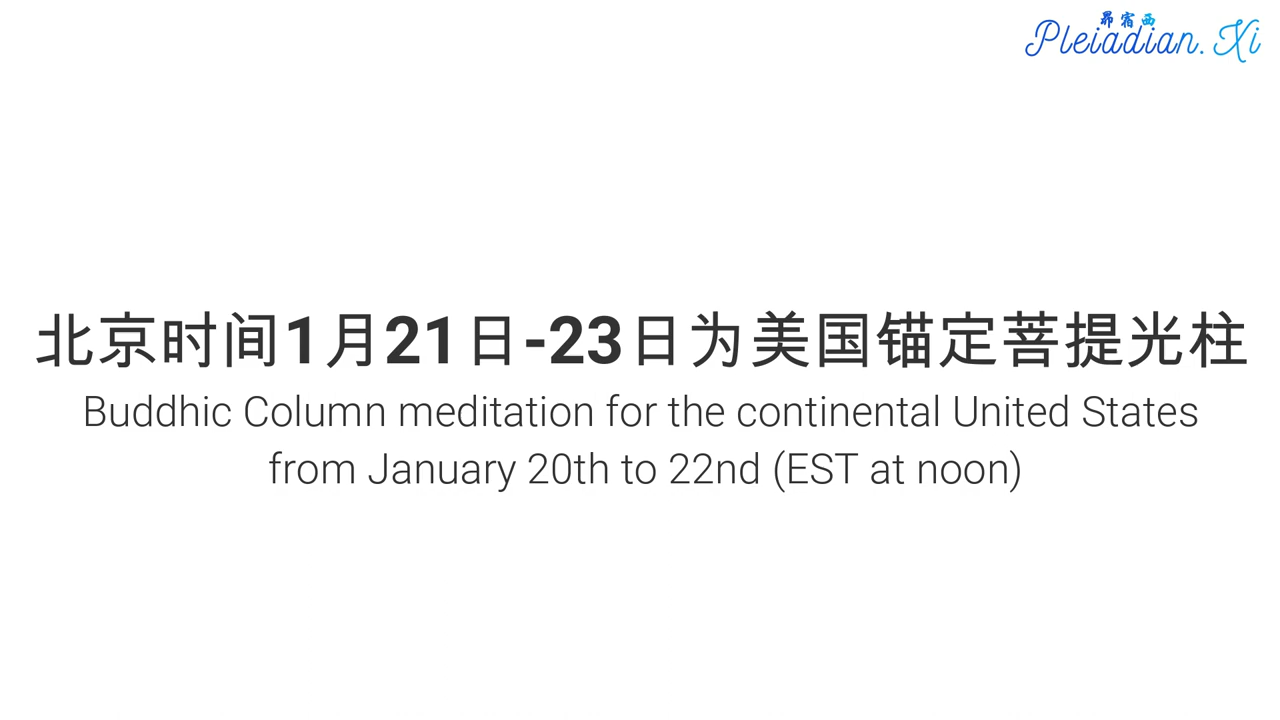 昴宿西
Pleiadian.Xi
北京时间1月21日-23日为美国锚定菩提光柱
Buddhic Column meditation for the continental United States
from January 20th to 22nd (EST at noon)